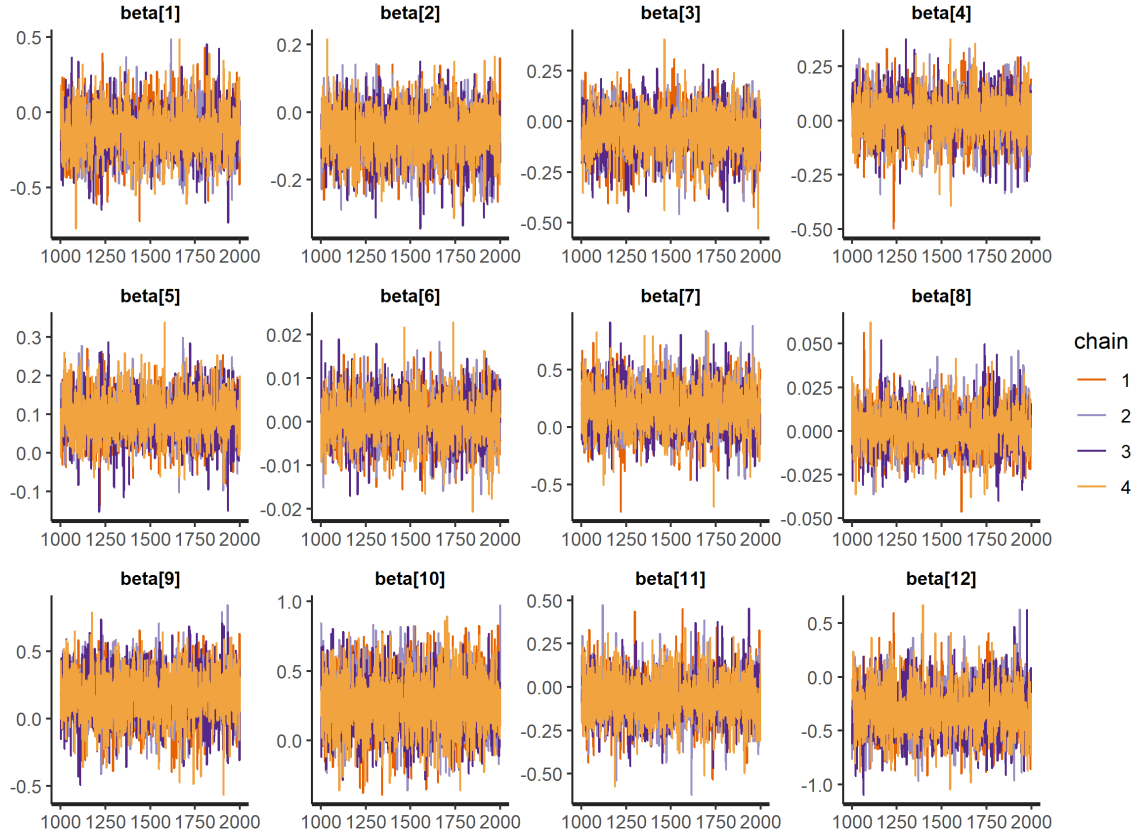 beta[1] beta[2] beta[3] beta[4]
0.5 0.2 0.25 0.25
0.0 0.0 0.00 0.00
-0.5 -0.2 -0.25 -0.25
-0.50 -0.50
1000 1250 1500 1750 2000 1000 1250 1500 1750 2000 1000 1250 1500 1750 2000 1000 1250 1500 1750 2000
beta[5] beta[6] beta[7] beta[8]
0.3 0.02 0.5 0.050
0.2 0.01 0.0 0.025
0.1 0.00 -0.5 0.000
0.0 -0.01 -0.025
-0.1 -0.02 -0.050
1000 1250 1500 1750 2000 1000 1250 1500 1750 2000 1000 1250 1500 1750 2000 1000 1250 1500 1750 2000
beta[9] beta[10] beta[11] beta[12]
0.5 1.0 0.50 0.5
0.0 0.5 0.25 0.0
-0.5 0.0 0.00 -0.5
-0.25 -1.0
-0.50
1000 1250 1500 1750 2000 1000 1250 1500 1750 2000 1000 1250 1500 1750 2000 1000 1250 1500 1750 2000
chain
1
2
3
4